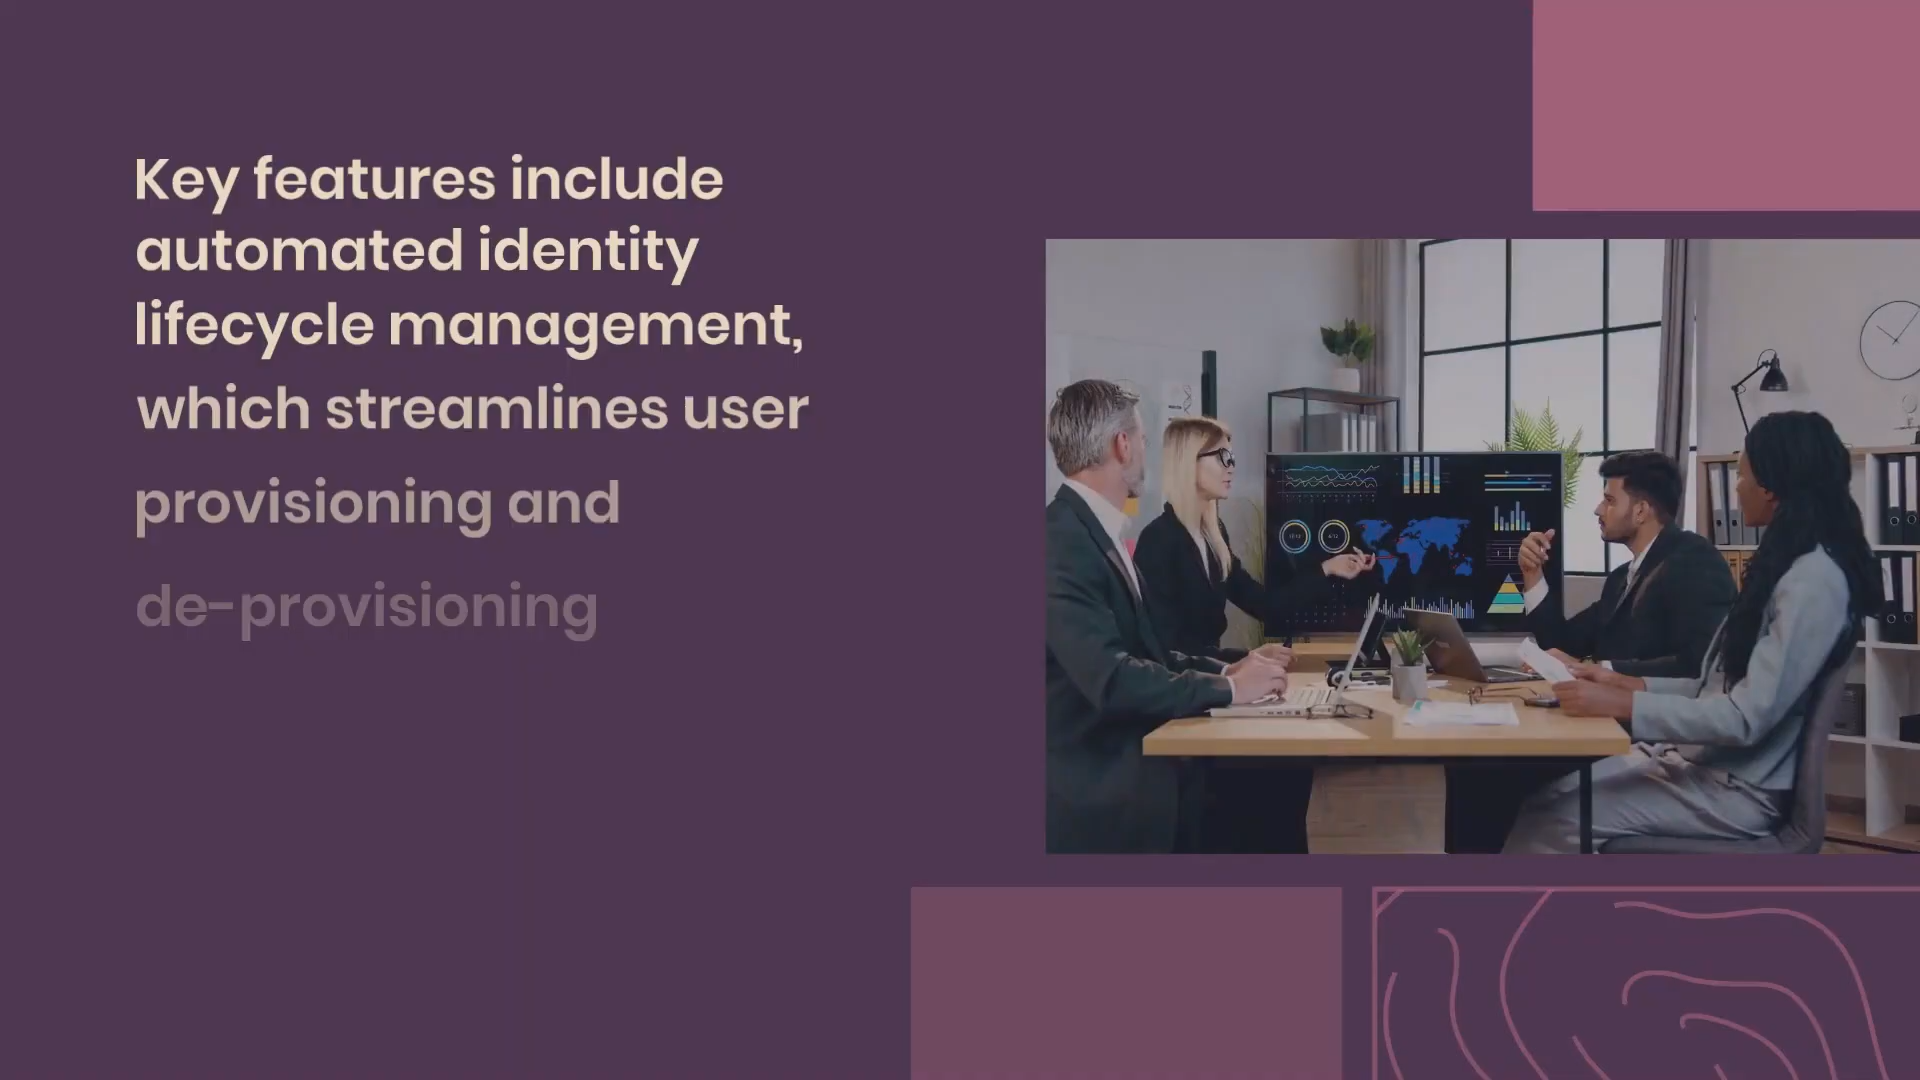 Key features include
automated identity
lifecycle management,
which streamlines user
provisioning and
de-provisioning